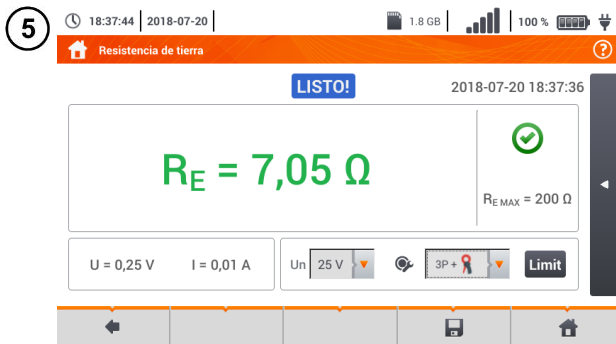 5
18:37:44 2018-07-20 1.8 GB 100 %
Resistencia de tierra ?
LISTO! 2018-07-20 18:37:36
RE = 7,05 Ω
RE MAX = 200 Ω
U = 0,25 V I = 0,01 A Un 25 V 3P+ Limit